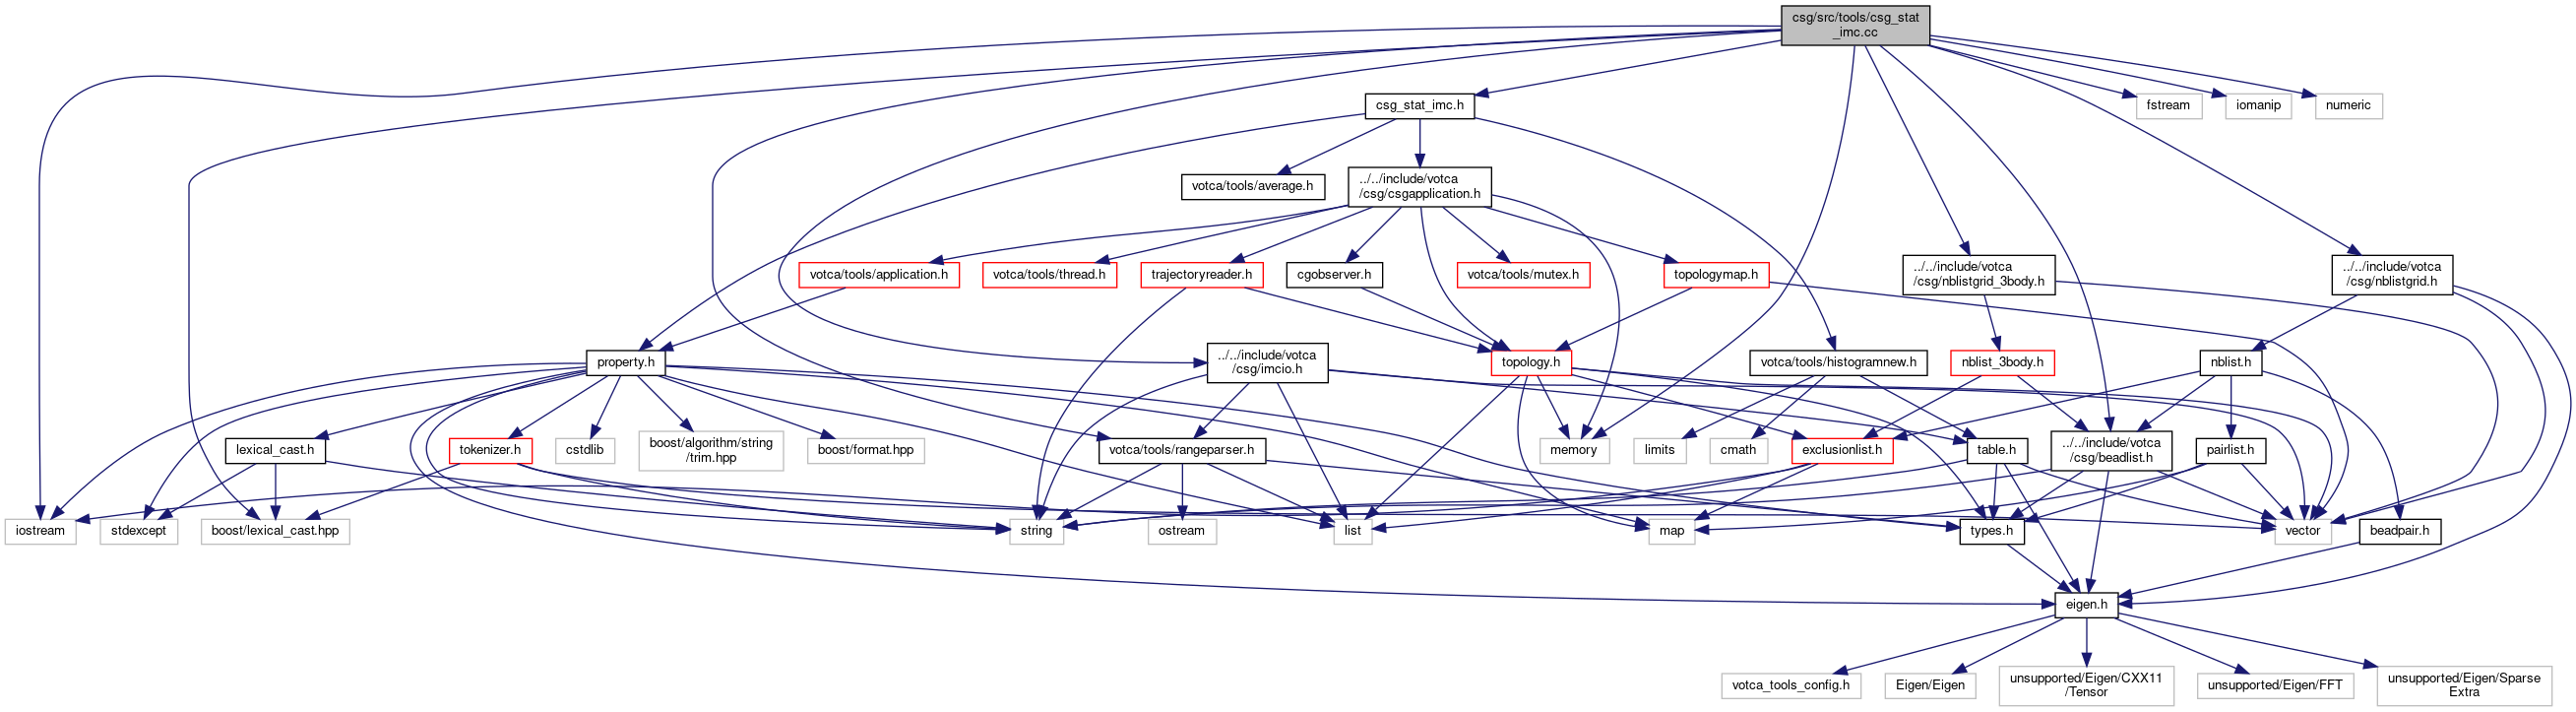 csg/src/tools/csg_stat
_imc.cc
csg_stat_imc.h
fstream
iomanip
numeric
votca/tools/average.h
../../include/votca
/csg/csgapplication.h
votca/tools/application.h
votca/tools/thread.h
trajectoryreader.h
cgobserver.h
votca/tools/mutex.h
topologymap.h
../../include/votca
/csg/nblistgrid_3body.h
../../include/votca
/csg/nblistgrid.h
property.h
../../include/votca
/csg/imcio.h
topology.h
votca/tools/histogramnew.h
nblist_3body.h
nblist.h
lexical_cast.h
tokenizer.h
cstdlib
boost/algorithm/string
/trim.hpp
boost/format.hpp
votca/tools/rangeparser.h
memory
limits
cmath
exclusionlist.h
table.h
../../include/votca
/csg/beadlist.h
pairlist.h
iostream
stdexcept
boost/lexical_cast.hpp
string
ostream
list
map
types.h
vector
beadpair.h
eigen.h
votca_tools_config.h
Eigen/Eigen
unsupported/Eigen/CXX11
/Tensor
unsupported/Eigen/FFT
unsupported/Eigen/Sparse
Extra